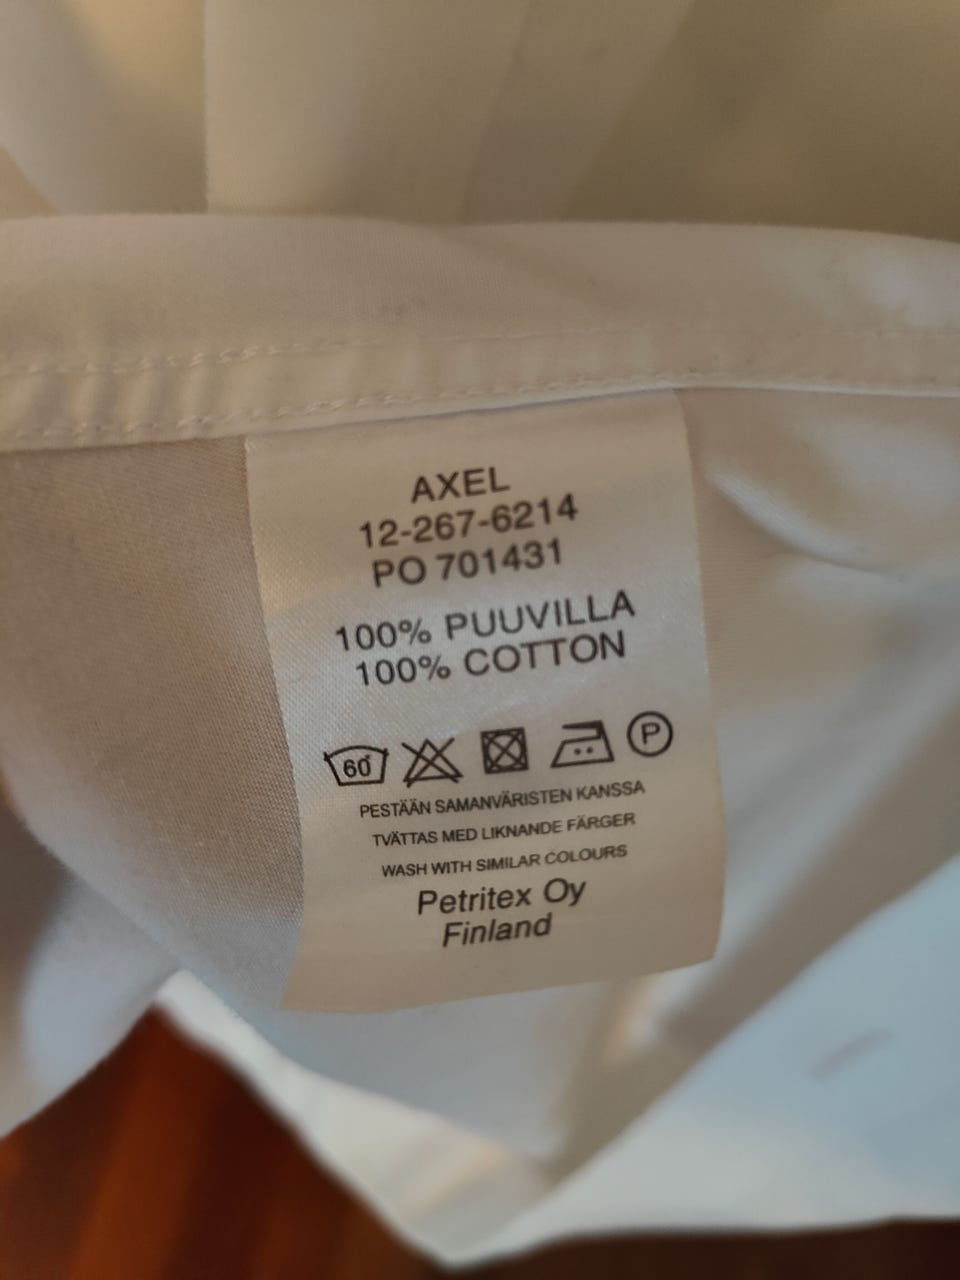 AXEL
12-267-6214
PO 701431
100% PUUVILLA
100% COTTON
60° P
PESTÄÄN SAMANVÄRISTEN KANSSA
TVÄTTAS MED LIKNANDE FÄRGER
WASH WITH SIMILAR COLOURS
Petritex Oy
Finland